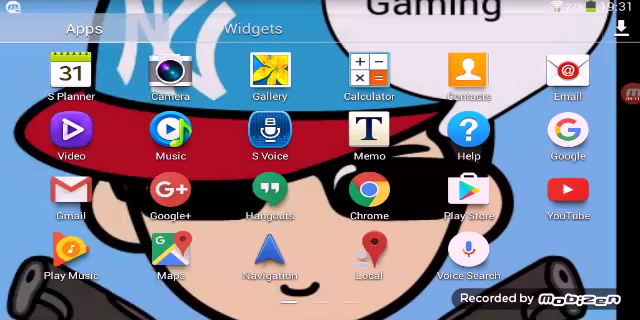 Gaming
19:31
Apps
Widgets
31
S Planner
Camera
Gallery
Calculator
Contacts
Email
Video
Music
S Voice
T
Memo
?
Help
G
Google
Gmail
G+
Google+
Hangouts
Chrome
Play Store
YouTube
Play Music
G
Maps
Navigation
Local
Voice Search
Recorded by mobizen